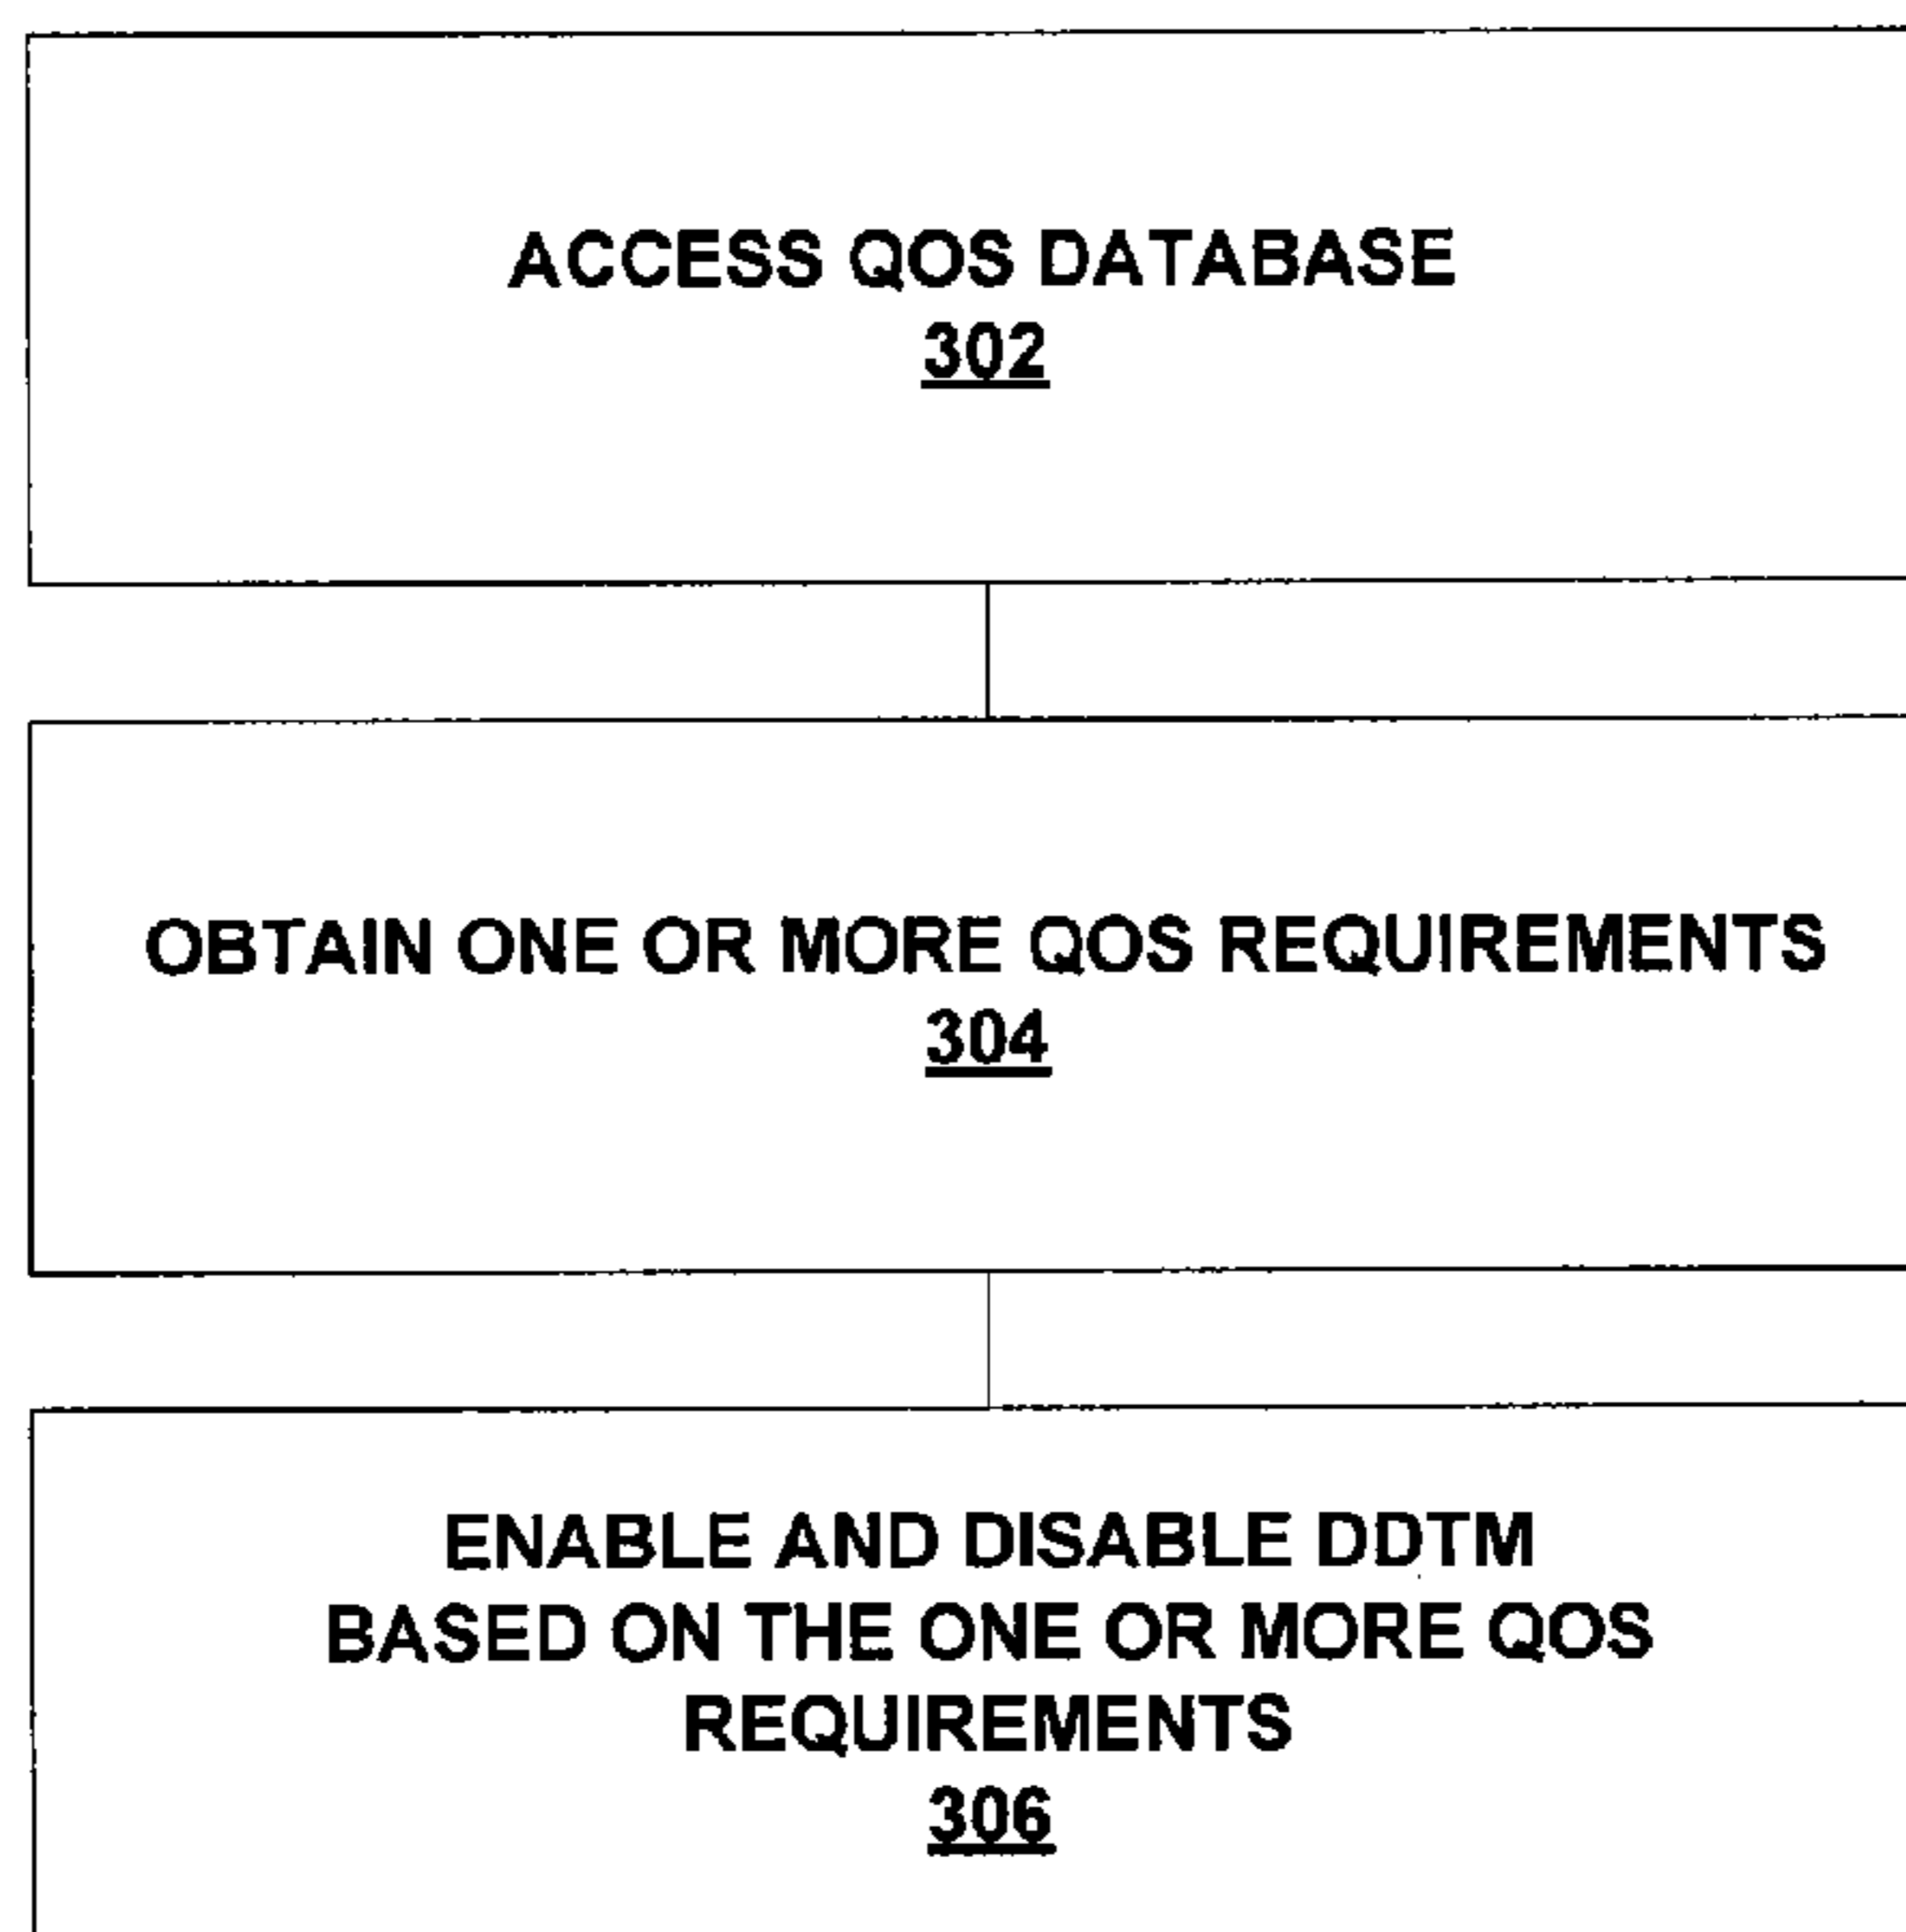 ACCESS QOS DATABASE
302
OBTAIN ONE OR MORE QOS REQUIREMENTS
304
ENABLE AND DISABLE DDTM
BASED ON THE ONE OR MORE QOS
REQUIREMENTS
306